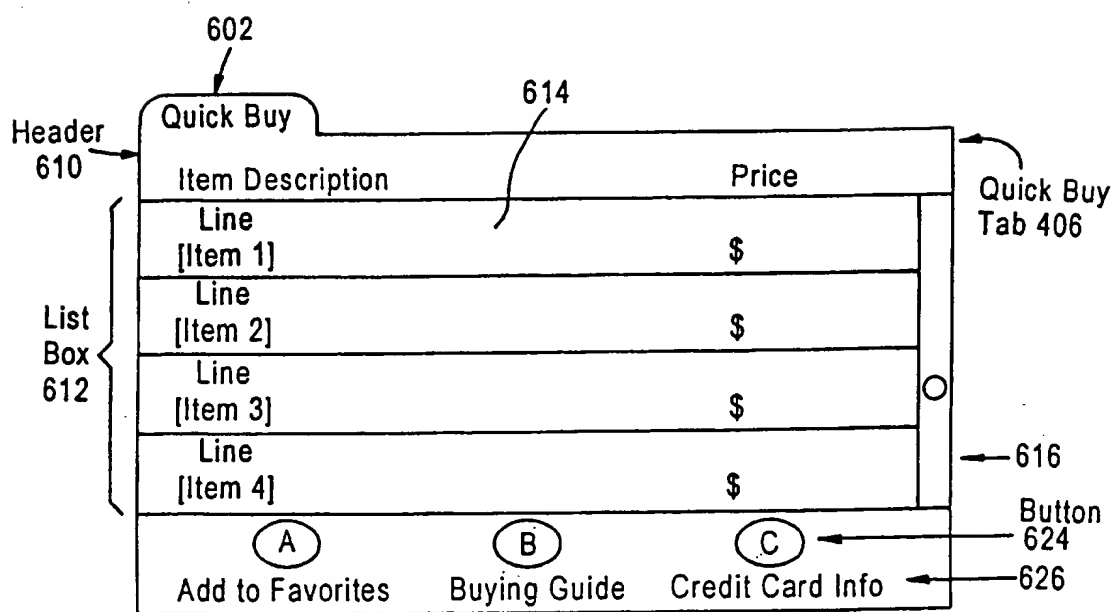 602
Quick Buy
614
Header
610
Item Description Price
Quick Buy
Tab 406
Line
[Item 1] $
Line
[Item 2] $
List
Box
612
Line
[Item 3] $
Line
[Item 4] $
616
A B C
Button
624
Add to Favorites Buying Guide Credit Card Info
626